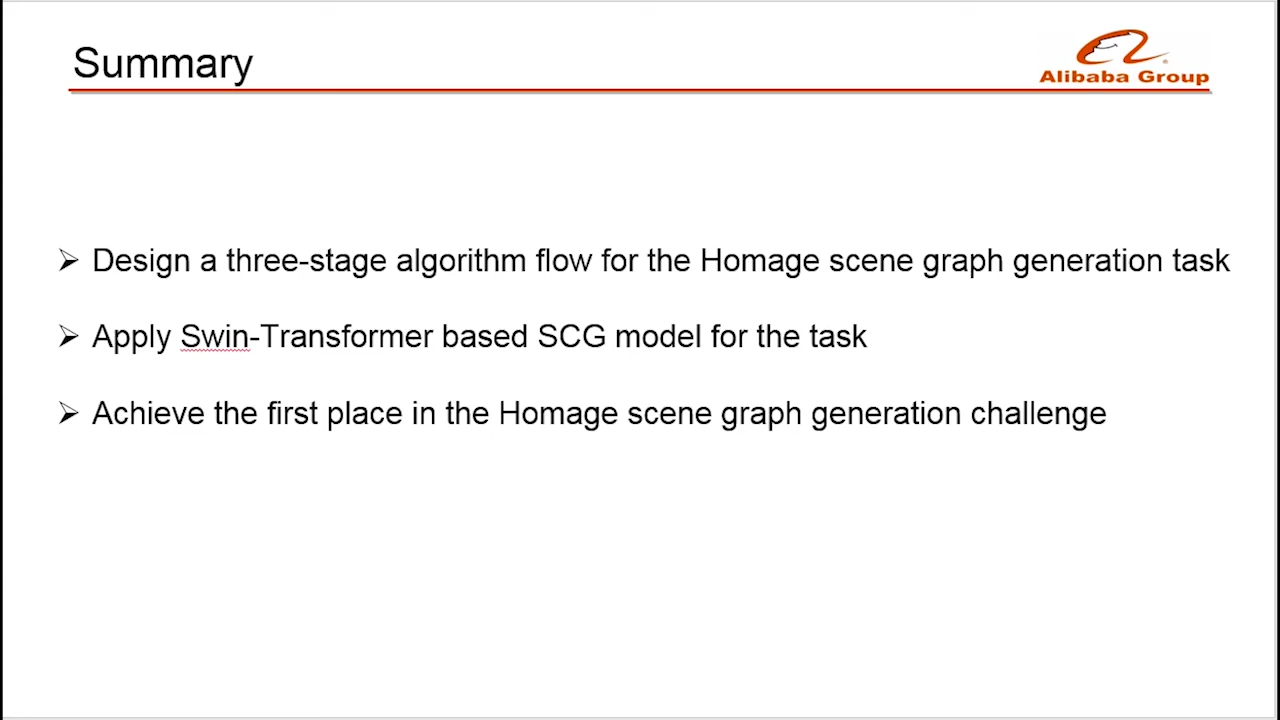 Summary
Alibaba Group
Design a three-stage algorithm flow for the Homage scene graph generation task
Apply Swin-Transformer based SCG model for the task
Achieve the first place in the Homage scene graph generation challenge